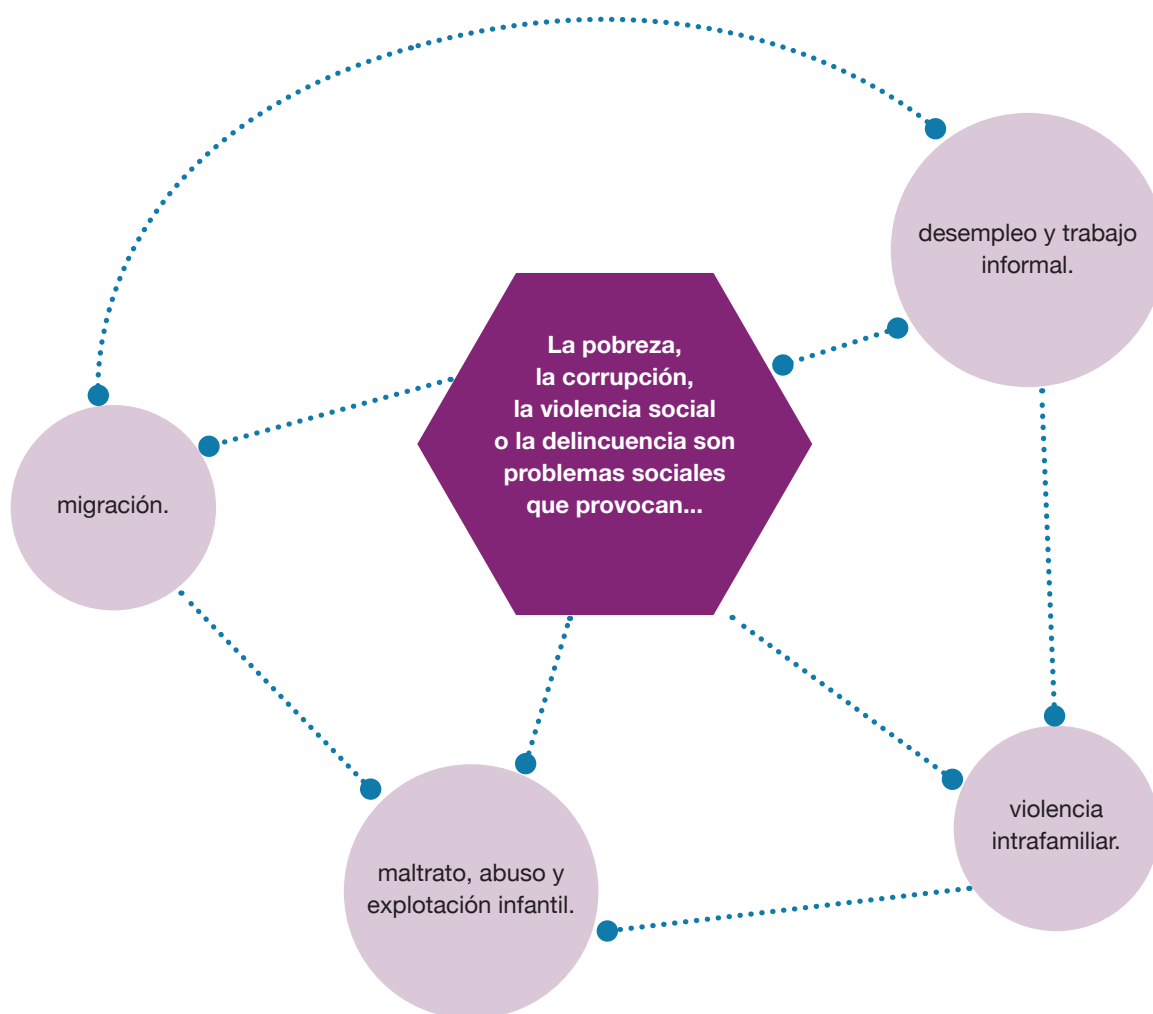 La pobreza,
la corrupción,
la violencia social
o la delincuencia son
problemas sociales
que provocan...
desempleo y trabajo
informal.
migración.
violencia
intrafamiliar.
maltrato, abuso y
explotación infantil.